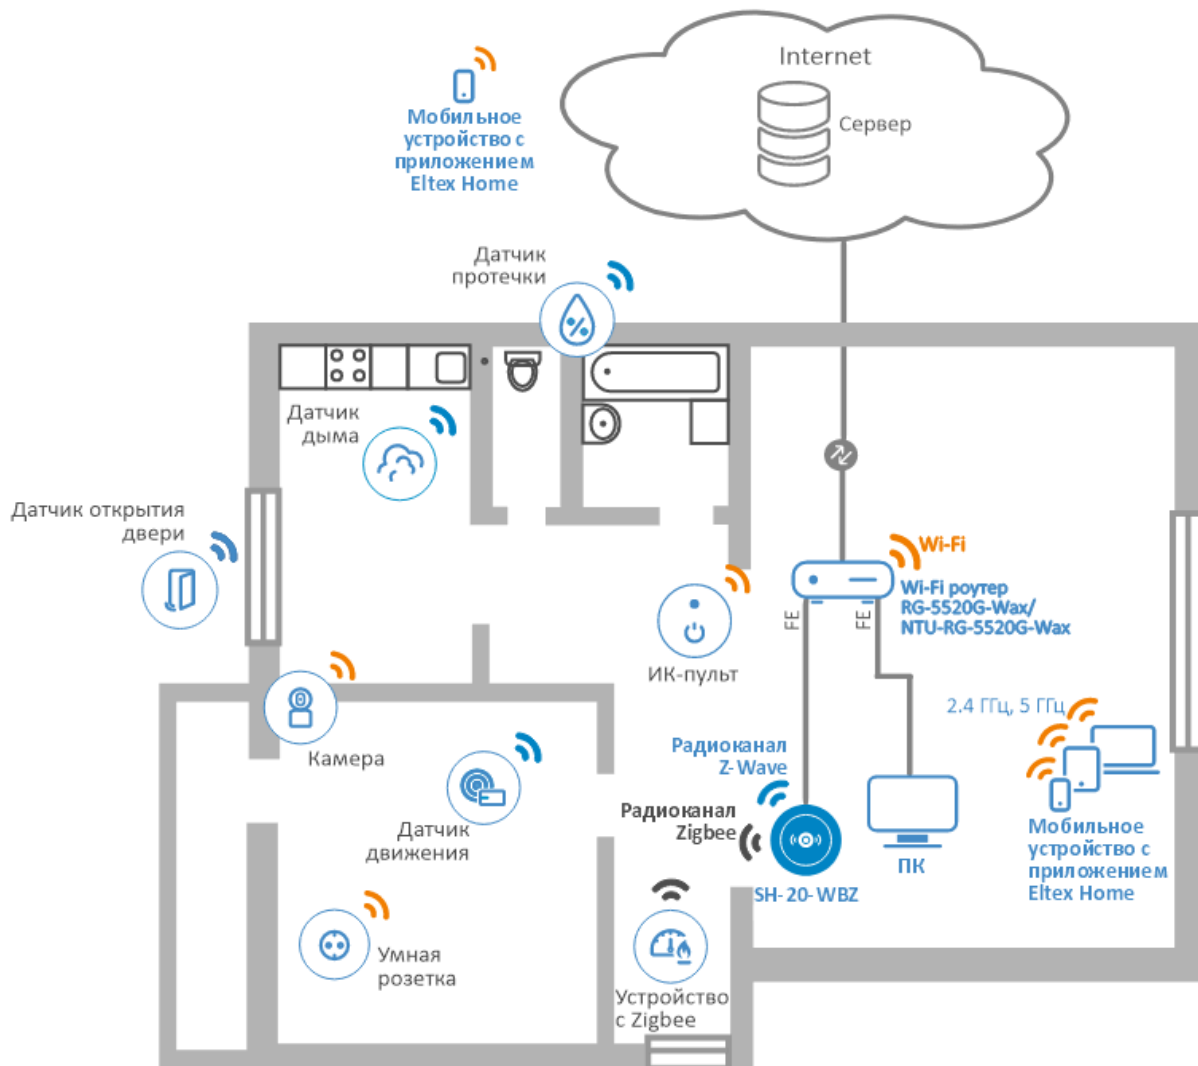 Internet
Сервер
Мобильное
устройство с
приложением
Eltex Home
Датчик
протечки
Датчик
дыма
Датчик открытия
двери
Wi-Fi
Wi-Fi роутер
RG-5520G-Wax/
NTU-RG-5520G-Wax
FE
FE
ИК-пульт
2.4 ГГц, 5 ГГц
Камера
Радиоканал
Z-Wave
Радиоканал
Zigbee
Датчик
движения
Мобильное
устройство с
приложением
Eltex Home
ПК
SH-20-WBZ
Умная
розетка
Устройство
с Zigbee